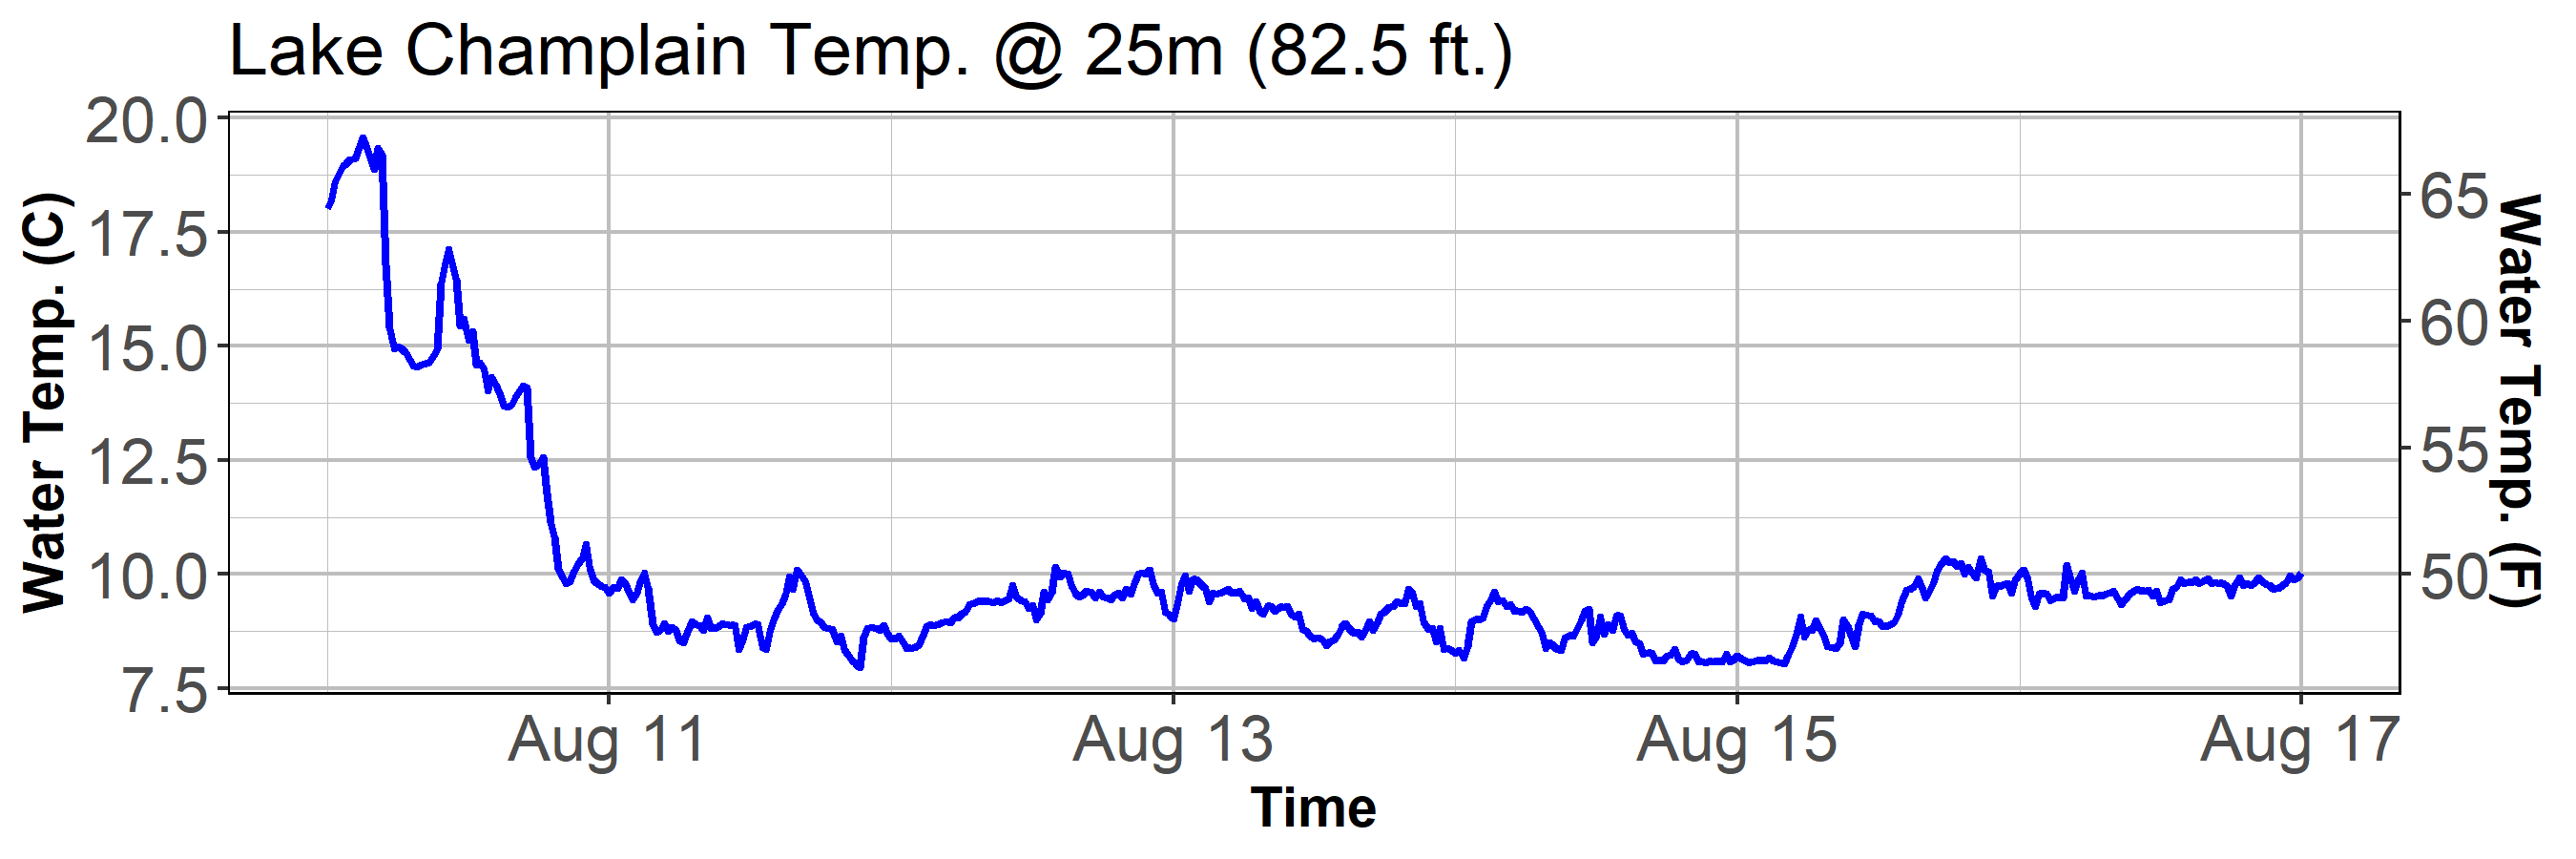 Lake Champlain Temp. @ 25m (82.5 ft.)
Water Temp. (C)
20.0
17.5
15.0
12.5
10.0
7.5
65
60
55
50
Water Temp. (F)
Aug 11
Aug 13
Aug 15
Aug 17
Time